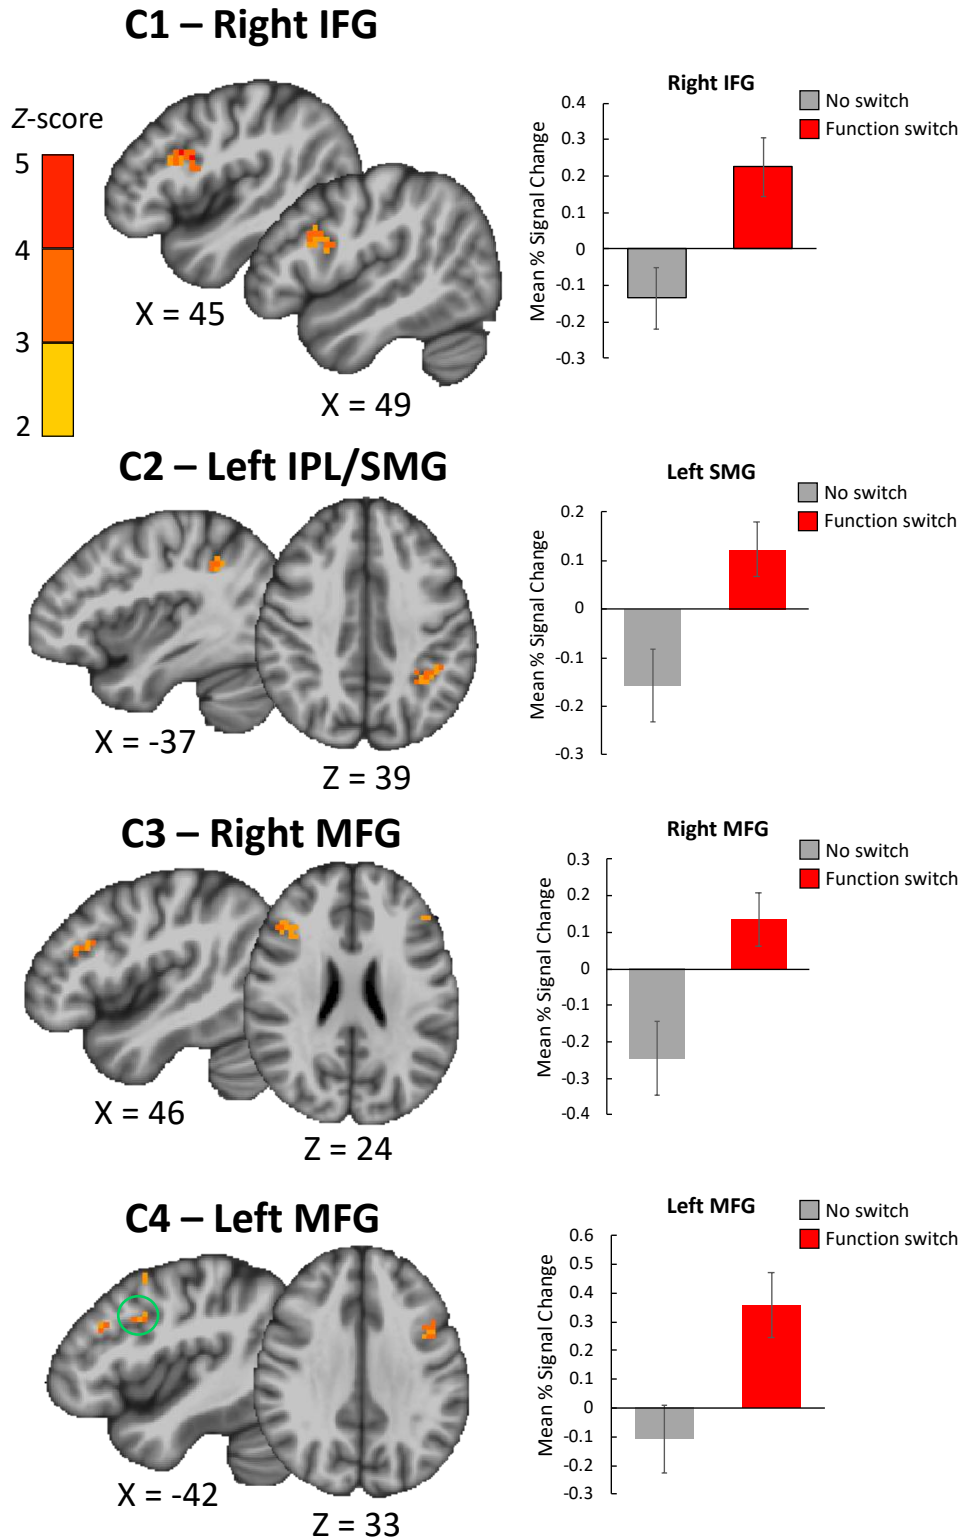 C1 – Right IFG
Z-score
5
4
3
2
X = 45
X = 49
Right IFG
No switch
Function switch
Mean % Signal Change
0.4
0.3
0.2
0.1
0
-0.1
-0.2
-0.3
C2 – Left IPL/SMG
X = -37
Z = 39
Left SMG
No switch
Function switch
Mean % Signal Change
0.2
0.1
0
-0.1
-0.2
-0.3
C3 – Right MFG
X = 46
Z = 24
Right MFG
No switch
Function switch
Mean % Signal Change
0.3
0.2
0.1
0
-0.1
-0.2
-0.3
-0.4
C4 – Left MFG
X = -42
Z = 33
Left MFG
No switch
Function switch
Mean % Signal Change
0.6
0.5
0.4
0.3
0.2
0.1
0
-0.1
-0.2
-0.3